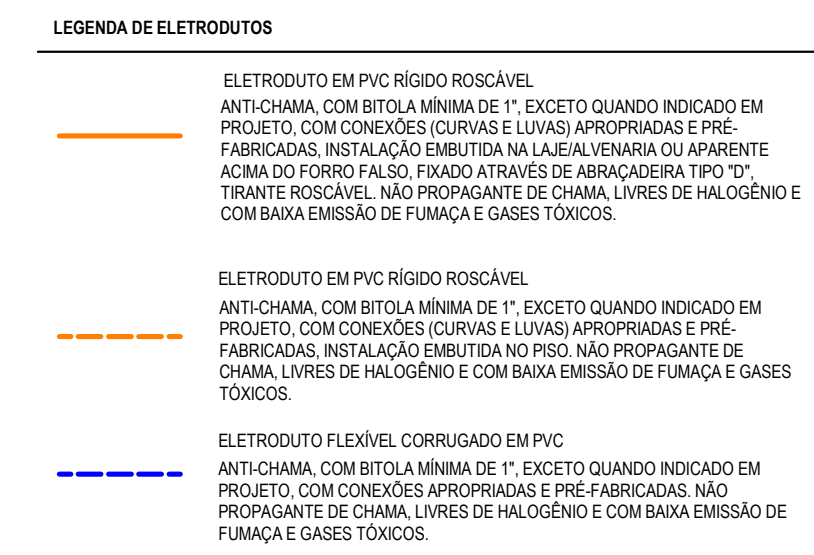 LEGENDA DE ELETRODUTOS
ELETRODUTO EM PVC RÍGIDO ROSCÁVEL
ANTI-CHAMA, COM BITOLA MÍNIMA DE 1", EXCETO QUANDO INDICADO EM
PROJETO, COM CONEXÕES (CURVAS E LUVAS) APROPRIADAS E PRÉ-
FABRICADAS, INSTALAÇÃO EMBUTIDA NA LAJE/ALVENARIA OU APARENTE
ACIMA DO FORRO FALSO, FIXADO ATRAVÉS DE ABRAÇADEIRA TIPO "D",
TIRANTE ROSCÁVEL. NÃO PROPAGANTE DE CHAMA, LIVRES DE HALOGÊNIO E
COM BAIXA EMISSÃO DE FUMAÇA E GASES TÓXICOS.
ELETRODUTO EM PVC RÍGIDO ROSCÁVEL
ANTI-CHAMA, COM BITOLA MÍNIMA DE 1", EXCETO QUANDO INDICADO EM
PROJETO, COM CONEXÕES (CURVAS E LUVAS) APROPRIADAS E PRÉ-
FABRICADAS, INSTALAÇÃO EMBUTIDA NO PISO. NÃO PROPAGANTE DE
CHAMA, LIVRES DE HALOGÊNIO E COM BAIXA EMISSÃO DE FUMAÇA E GASES
TÓXICOS.
ELETRODUTO FLEXÍVEL CORRUGADO EM PVC
ANTI-CHAMA, COM BITOLA MÍNIMA DE 1", EXCETO QUANDO INDICADO EM
PROJETO, COM CONEXÕES APROPRIADAS E PRÉ-FABRICADAS. NÃO
PROPAGANTE DE CHAMA, LIVRES DE HALOGÊNIO E COM BAIXA EMISSÃO DE
FUMAÇA E GASES TÓXICOS.